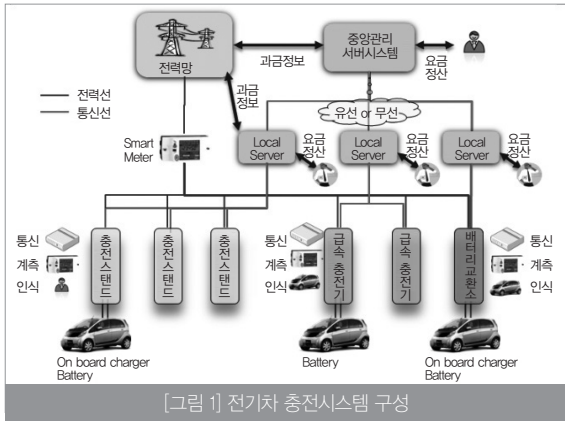 전력망
과금정보
중앙관리
서버시스템
요금
정산
과금
정보
전력선
통신선
유선 or 무선
Smart
Meter
Local
Server
요금
정산
Local
Server
요금
정산
Local
Server
요금
정산
통신
계측
인식
충전스탠드
충전스탠드
충전스탠드
통신
계측
인식
급속 충전기
급속 충전기
배터리교환소
통신
계측
인식
On board charger
Battery
Battery
On board charger
Battery
[그림 1] 전기차 충전시스템 구성